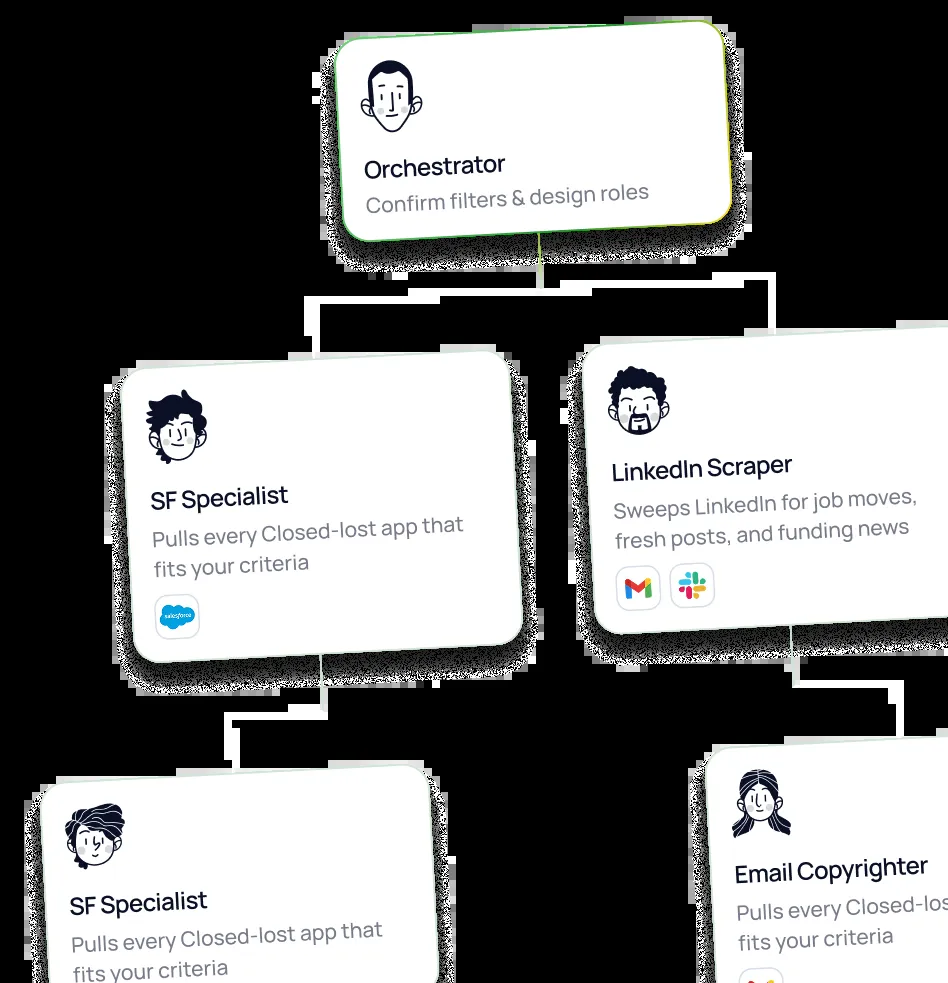 Orchestrator
Confirm filters & design roles
SF Specialist
Pulls every Closed-lost app that
fits your criteria
salesforce
LinkedIn Scraper
Sweeps LinkedIn for job moves,
fresh posts, and funding news
SF Specialist
Pulls every Closed-lost app that
fits your criteria
Email Copyrighter
Pulls every Closed-los
fits your criteria